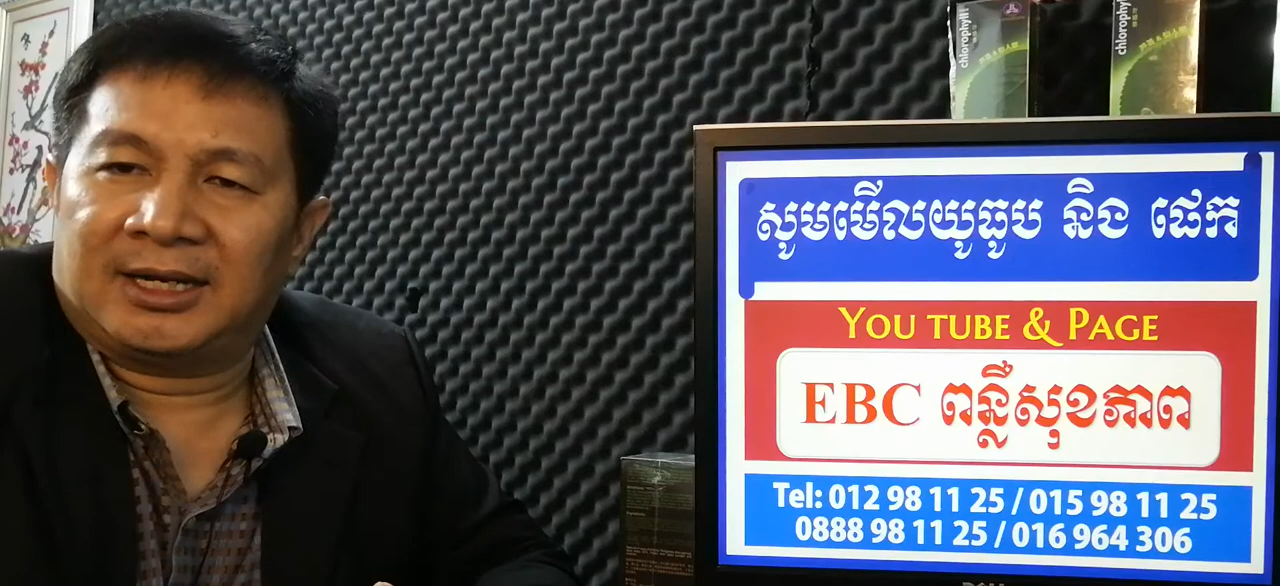 chlorophyll
chlorophyll
សូមមើលយូធូប និង ផេក
YOU TUBE & PAGE
EBC ពន្លឺសុខភាព
Tel: 012 98 11 25 / 015 98 11 25
0888 98 11 25 / 016 964 306